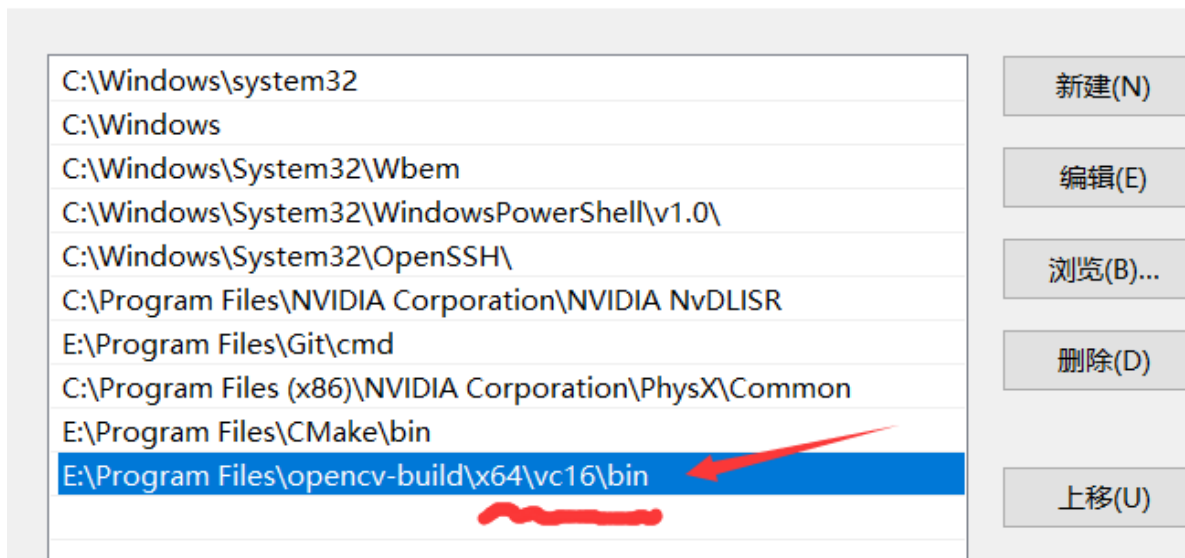 C:\Windows\system32
C:\Windows
C:\Windows\System32\Wbem
C:\Windows\System32\WindowsPowerShell\v1.0\
C:\Windows\System32\OpenSSH\
C:\Program Files\NVIDIA Corporation\NVIDIA NvDLISR
E:\Program Files\Git\cmd
C:\Program Files (x86)\NVIDIA Corporation\PhysX\Common
E:\Program Files\CMake\bin
E:\Program Files\opencv-build\x64\vc16\bin
新建(N)
编辑(E)
浏览(B)...
删除(D)
上移(U)